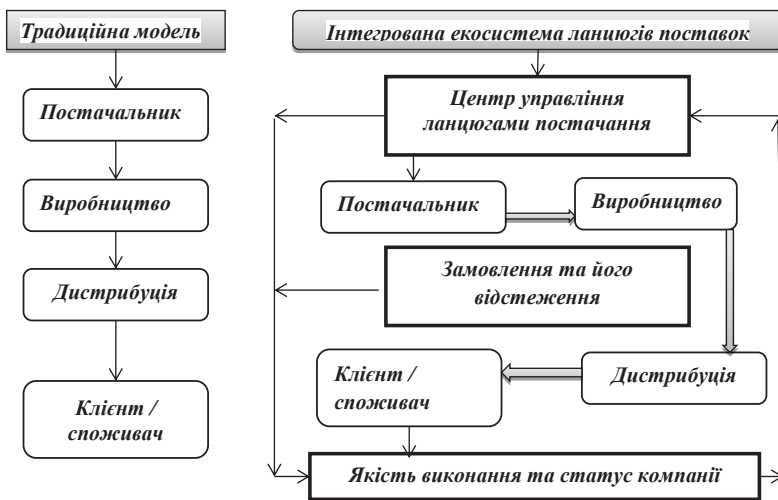 Традиційна модель
Постачальник
Виробництво
Дистрибуція
Клієнт /
споживач
Інтегрована екосистема ланцюгів поставок
Центр управління
ланцюгами постачання
Постачальник
Виробництво
Замовлення та його
відстеження
Дистрибуція
Клієнт /
споживач
Якість виконання та статус компанії